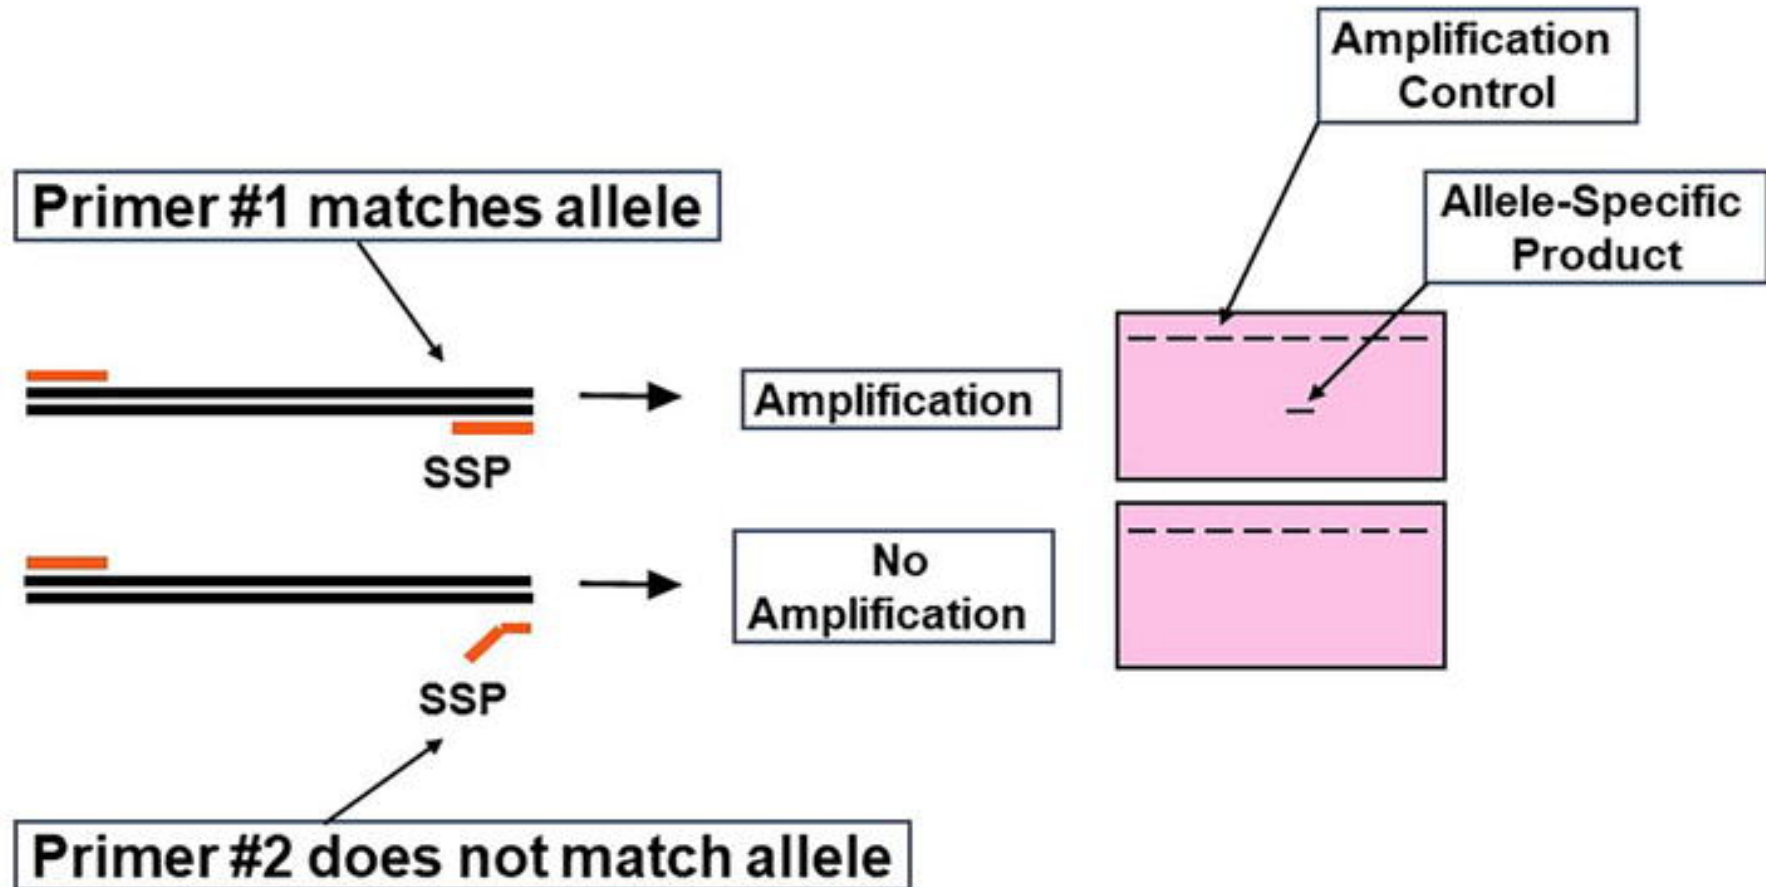 Amplification
Control
Primer #1 matches allele
Allele-Specific
Product
Amplification
SSP
No
Amplification
SSP
Primer #2 does not match allele